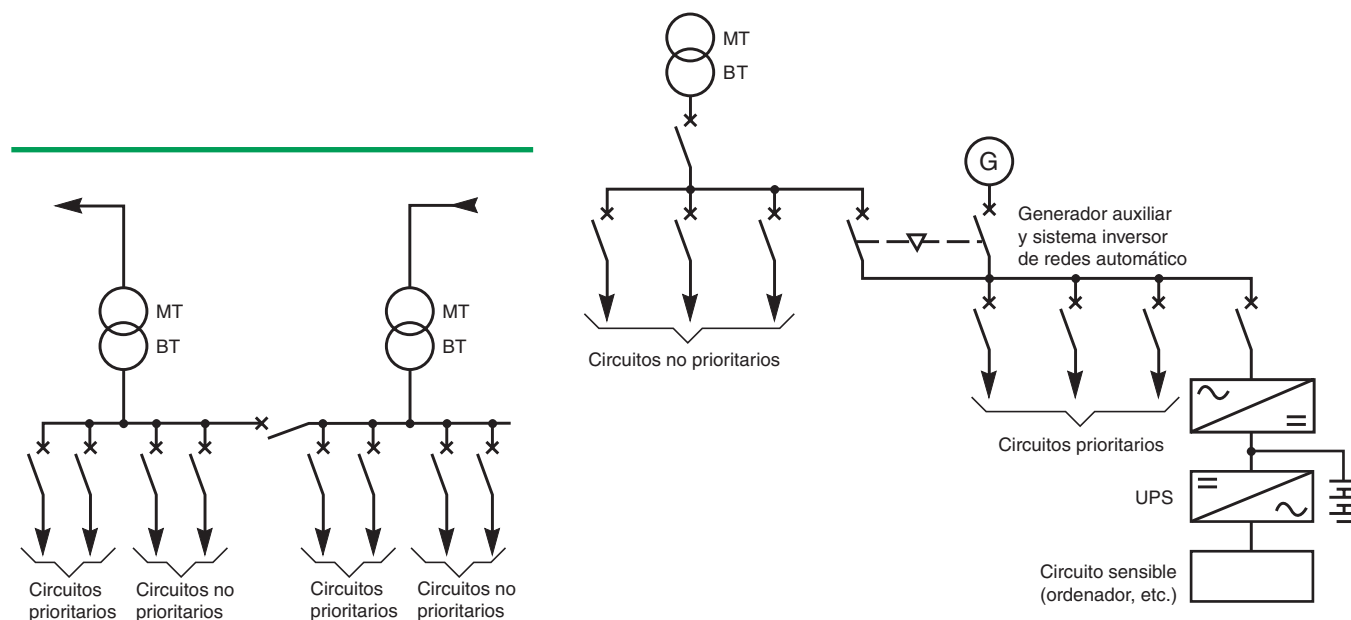 MT
BT
MT
BT
Circuitos
prioritarios
Circuitos no
prioritarios
Circuitos
prioritarios
Circuitos no
prioritarios
MT
BT
G
Generador auxiliar
y sistema inversor
de redes automático
Circuitos no prioritarios
Circuitos prioritarios
UPS
Circuito sensible
(ordenador, etc.)